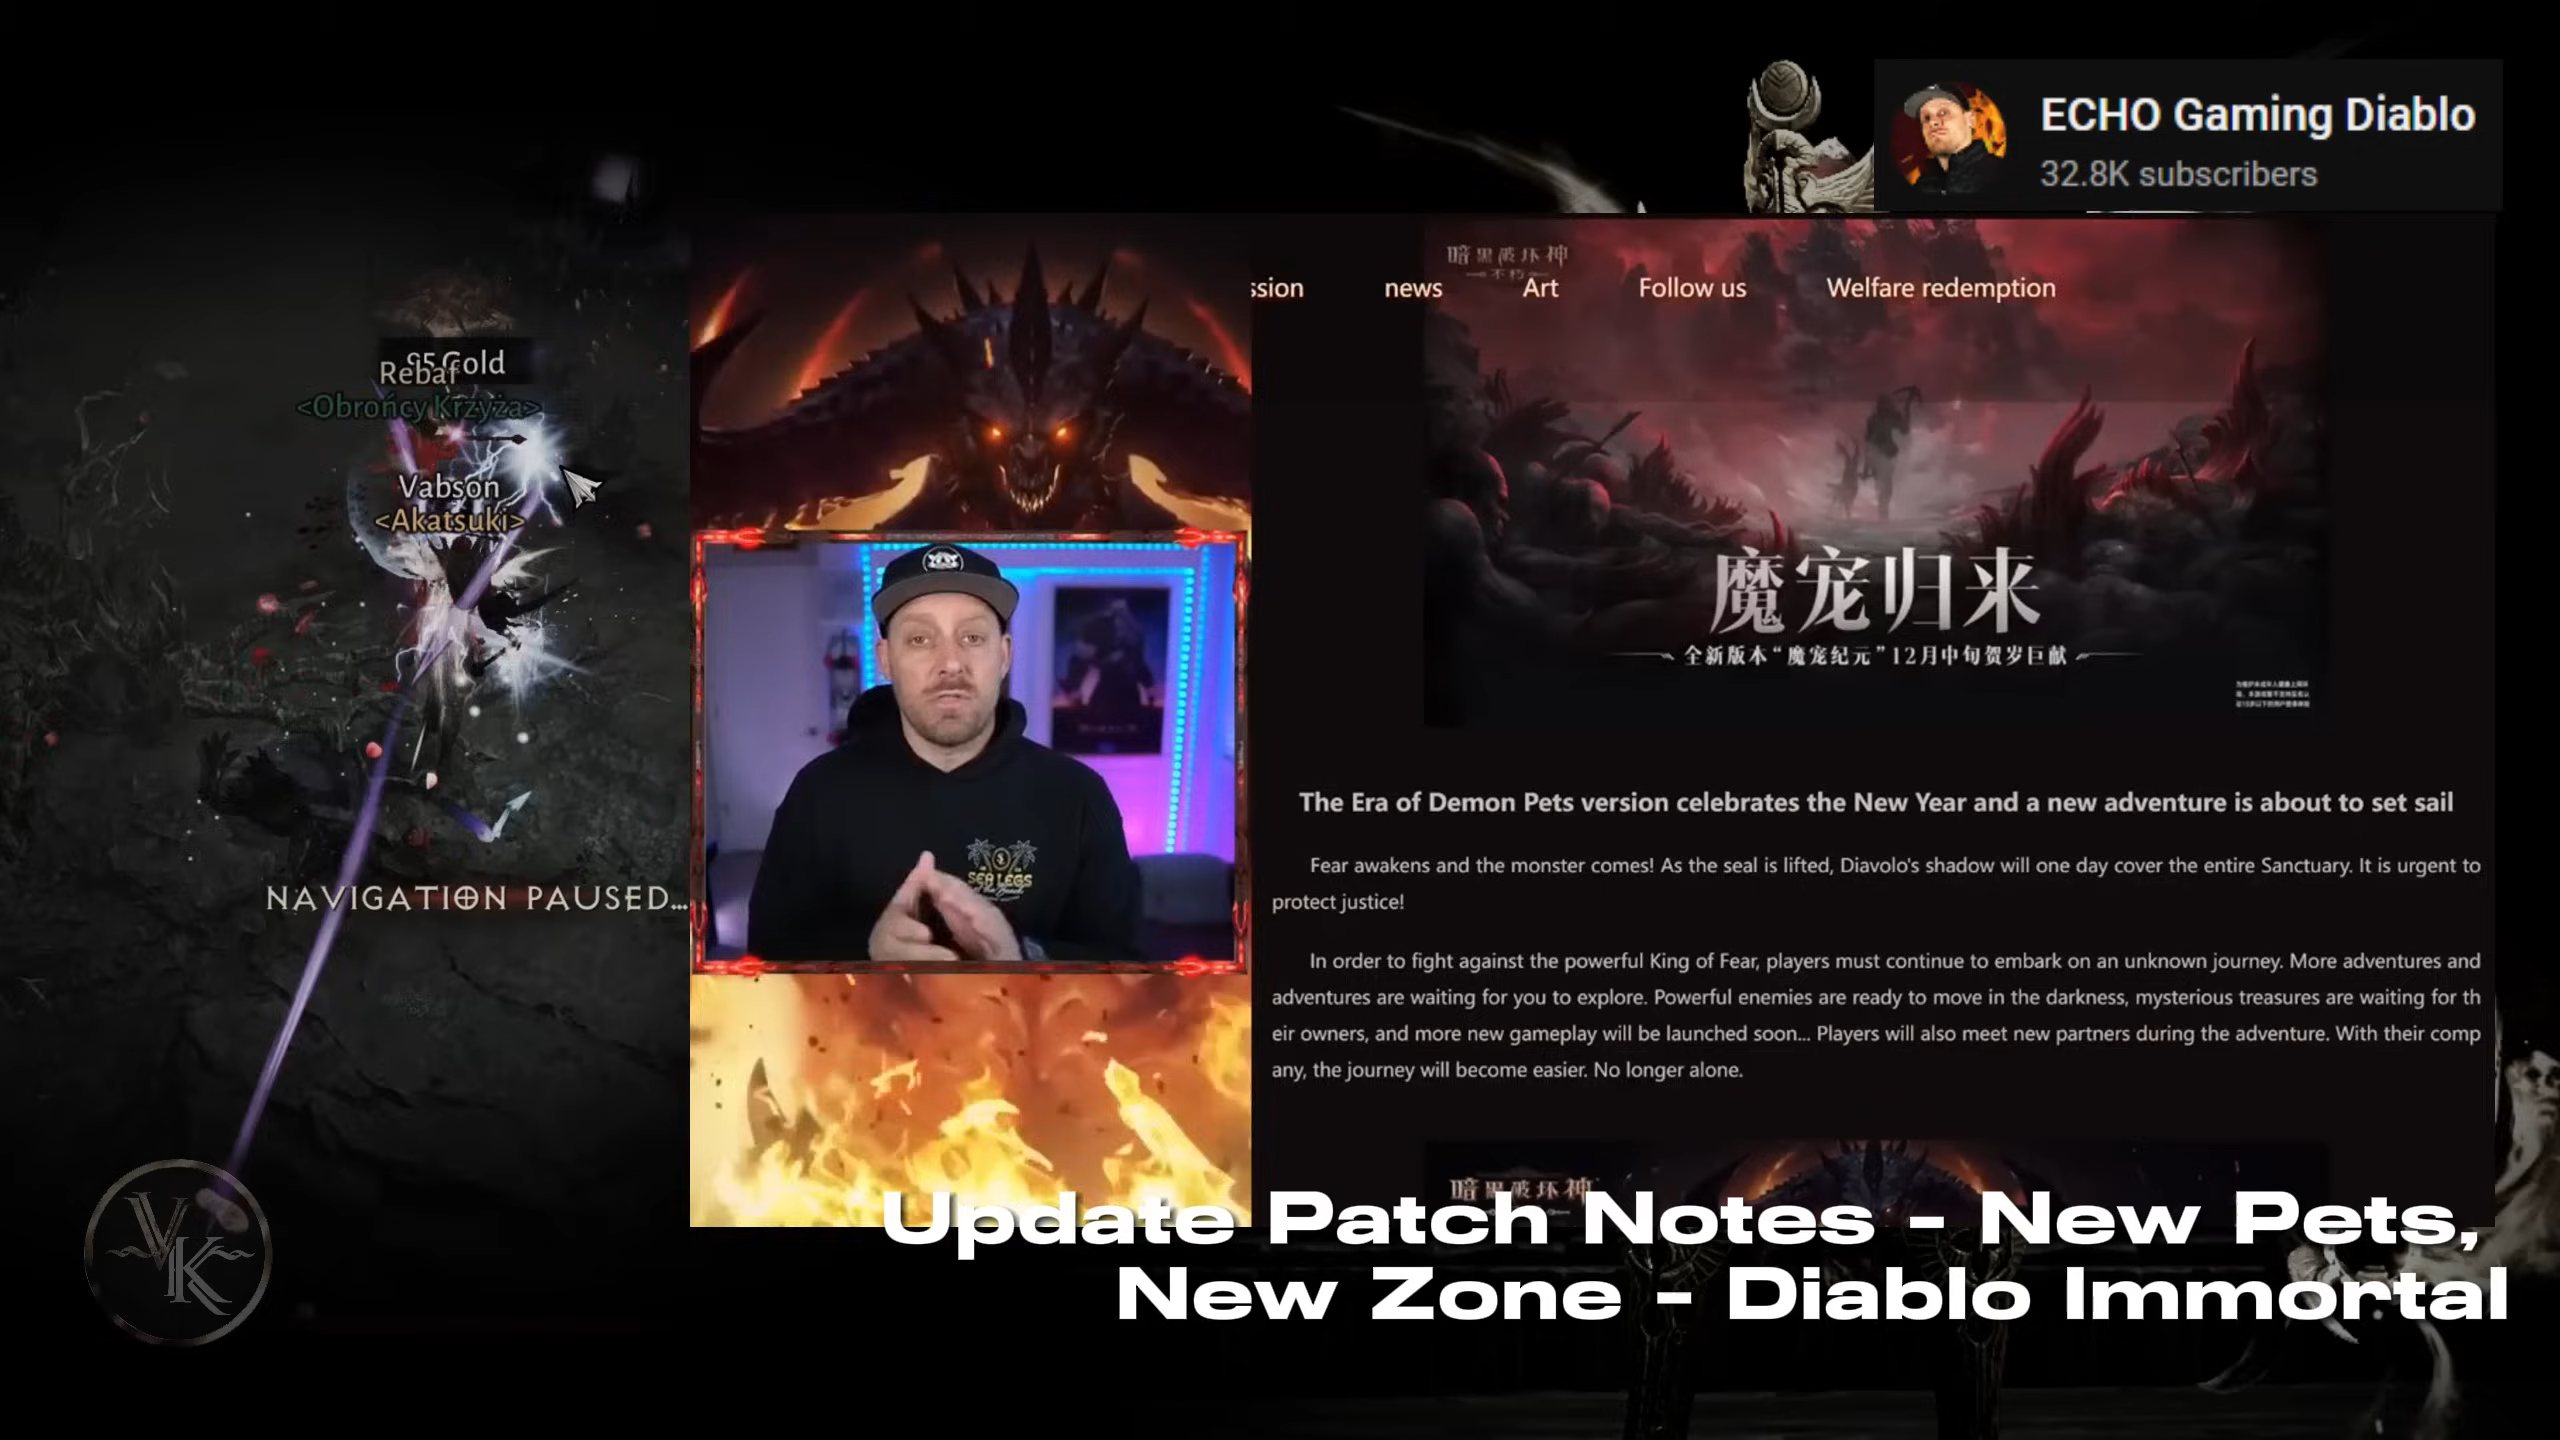 ECHO Gaming Diablo
32.8K subscribers
暗黑破坏神
不朽
ssion news Art Follow us Welfare redemption
95 Gold
Rebaf
<Obrońcy Krzyża>
Vabson
<Akatsuki>
NAVIGATION PAUSED...
SEA LEGS
魔宠归来
全新版本“魔宠纪元”12月中旬贺岁巨献
The Era of Demon Pets version celebrates the New Year and a new adventure is about to set sail
Fear awakens and the monster comes! As the seal is lifted, Diavolo's shadow will one day cover the entire Sanctuary. It is urgent to
protect justice!
In order to fight against the powerful King of Fear, players must continue to embark on an unknown journey. More adventures and
adventures are waiting for you to explore. Powerful enemies are ready to move in the darkness, mysterious treasures are waiting for th
eir owners, and more new gameplay will be launched soon... Players will also meet new partners during the adventure. With their comp
any, the journey will become easier. No longer alone.
暗黑破坏神
Update Patch Notes - New Pets,
New Zone - Diablo Immortal
VK